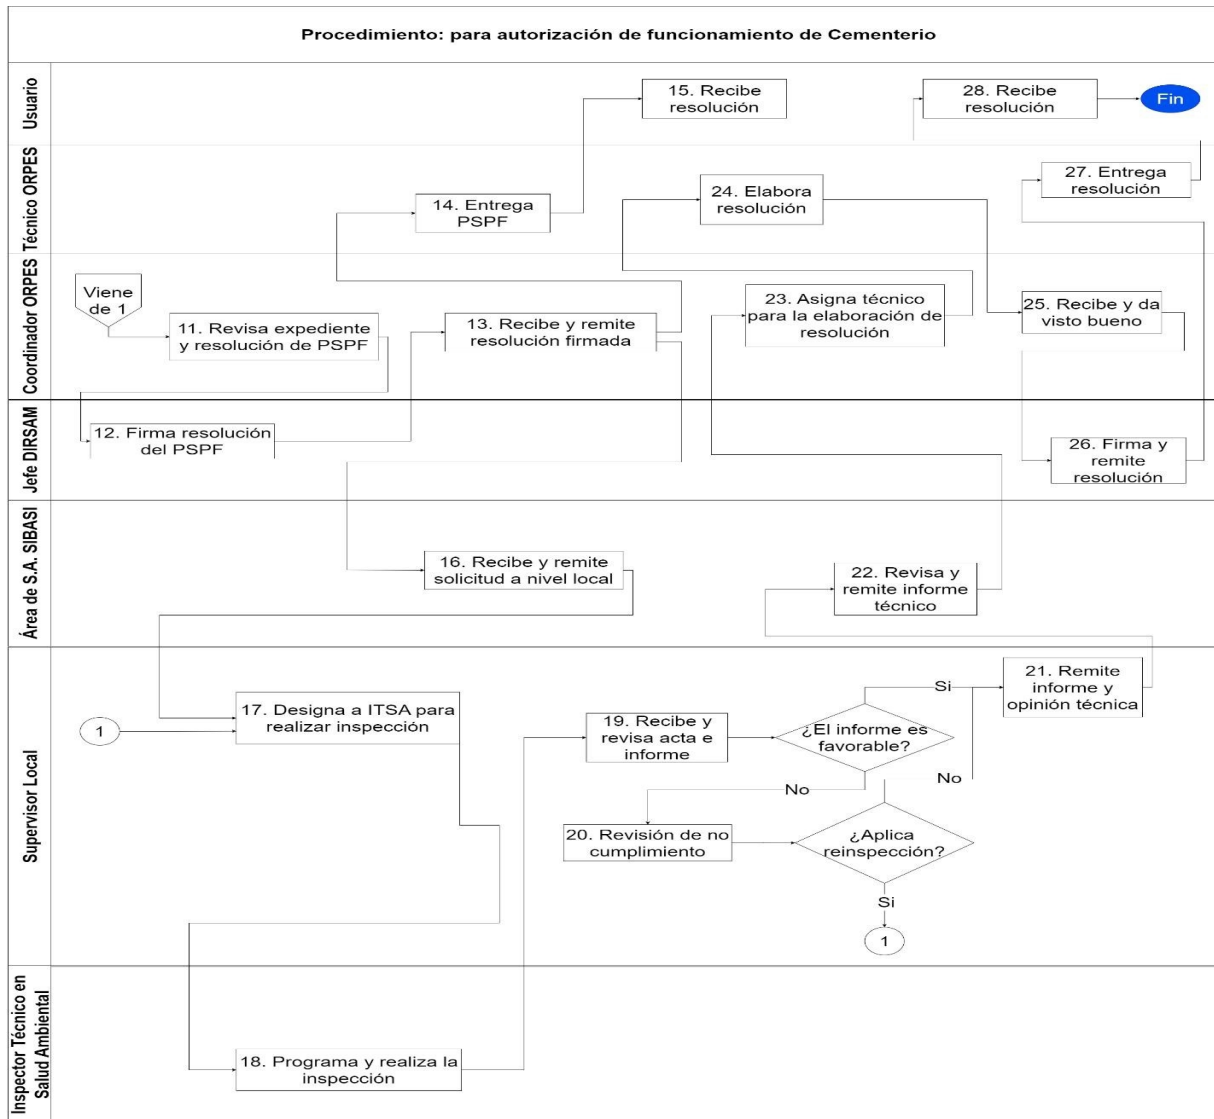 Procedimiento: para autorización de funcionamiento de Cementerio
Usuario
15. Recibe
resolución
28. Recibe
resolución
Fin
Técnico ORPES
14. Entrega
PSPF
24. Elabora
resolución
27. Entrega
resolución
Coordinador ORPES
Viene
de 1
11. Revisa expediente
y resolución de PSPF
13. Recibe y remite
resolución firmada
23. Asigna técnico
para la elaboración de
resolución
25. Recibe y da
visto bueno
Jefe DIRSAM
12. Firma resolución
del PSPF
26. Firma y
remite
resolución
Área de S.A. SIBASI
16. Recibe y remite
solicitud a nivel local
22. Revisa y
remite informe
técnico
Supervisor Local
1
17. Designa a ITSA para
realizar inspección
19. Recibe y
revisa acta e
informe
¿El informe es
favorable?
Si
21. Remite
informe y
opinión técnica
No
No
20. Revisión de no
cumplimiento
¿Aplica
reinspección?
Si
1
Inspector Técnico en
Salud Ambiental
18. Programa y realiza la
inspección